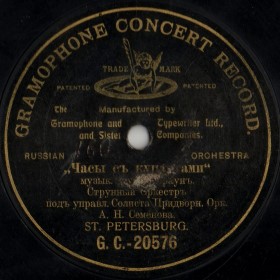 GRAMOPHONE CONCERT RECORD.
TRADE MARK
PATENTED PATENTED
The Manufactured by
Gramophone and Typewriter Ltd.,
and Sister Companies.
RUSSIAN ORCHESTRA
„Часы съ курантами“
музыка
Струнный Оркестръ
подъ управл. Солиста Придворн. Орк.
А. Н. Семенова.
ST. PETERSBURG.
G. C.-20576